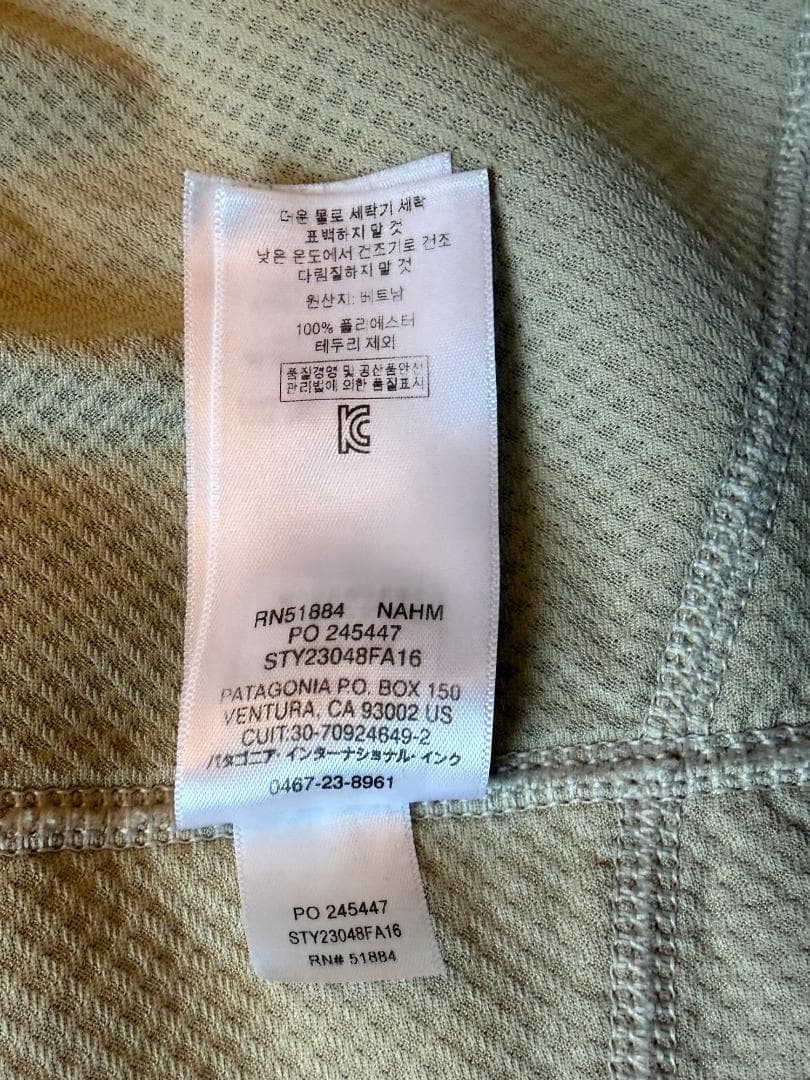 더운 물로 세탁기 세탁
표백하지 말 것
낮은 온도에서 건조기로 건조
다림질하지 말 것
원산지: 베트남
100% 폴리에스터
테두리 제외
품질경영 및 공산품안전
관리법에 의한 품질표시
RN51884 NAHM
PO 245447
STY23048FA16
PATAGONIA P.O. BOX 150
VENTURA, CA 93002 US
CUIT:30-70924649-2
パタゴニア・インターナショナル・インク
0467-23-8961
PO 245447
STY23048FA16
RN# 51884